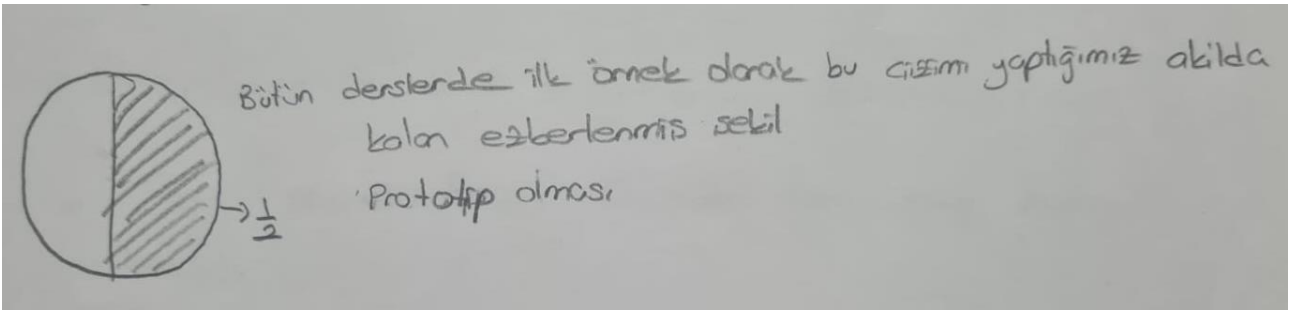 Bütün derslerde ilk örnek olarak bu çizimi yaptığımız akılda
kalan ezberlenmiş şekil
Prototip olması
→ 1/2